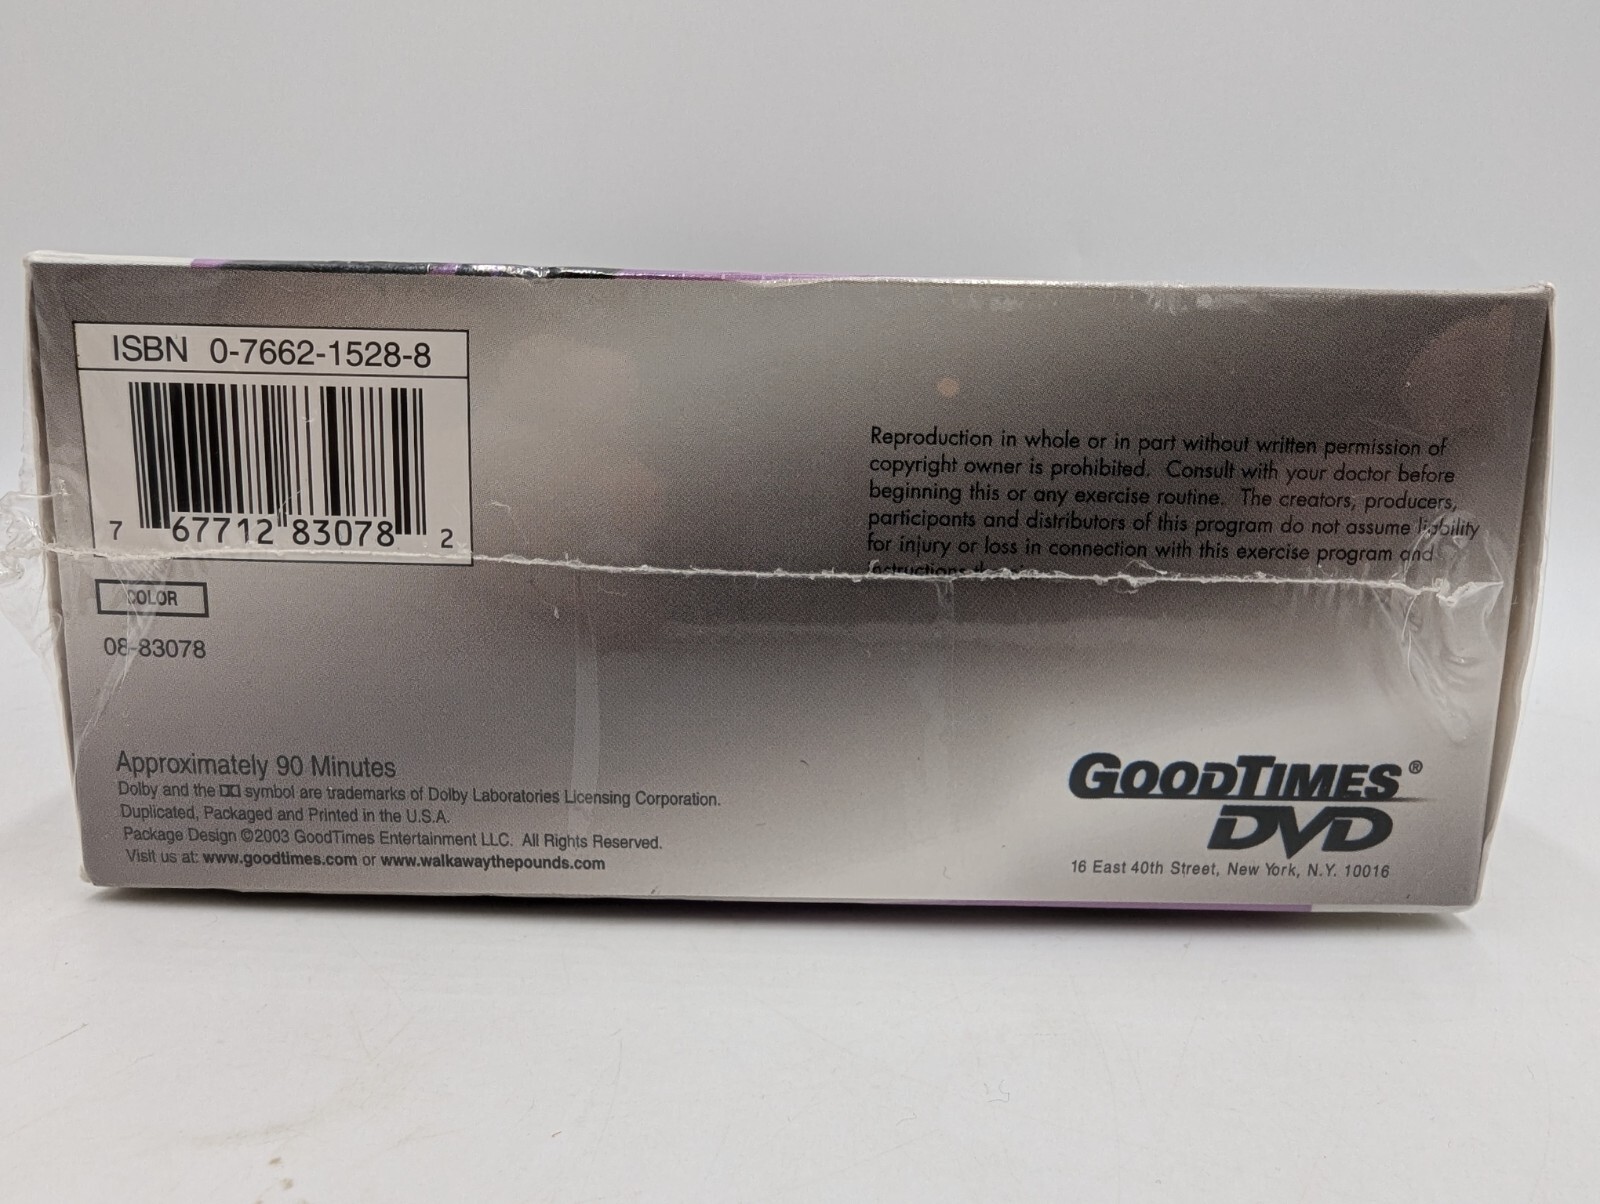 ISBN 0-7662-1528-8
7 67712 83078 2
COLOR
08-83078
Approximately 90 Minutes
Dolby and the symbol are trademarks of Dolby Laboratories Licensing Corporation.
Duplicated, Packaged and Printed in the U.S.A.
Package Design ©2003 GoodTimes Entertainment LLC. All Rights Reserved.
Visit us at: www.goodtimes.com or www.walkawaythepounds.com
Reproduction in whole or in part without written permission of
copyright owner is prohibited. Consult with your doctor before
beginning this or any exercise routine. The creators, producers,
participants and distributors of this program do not assume liability
for injury or loss in connection with this exercise program and
instructions
GOODTIMES®
DVD
16 East 40th Street, New York, N.Y. 10016